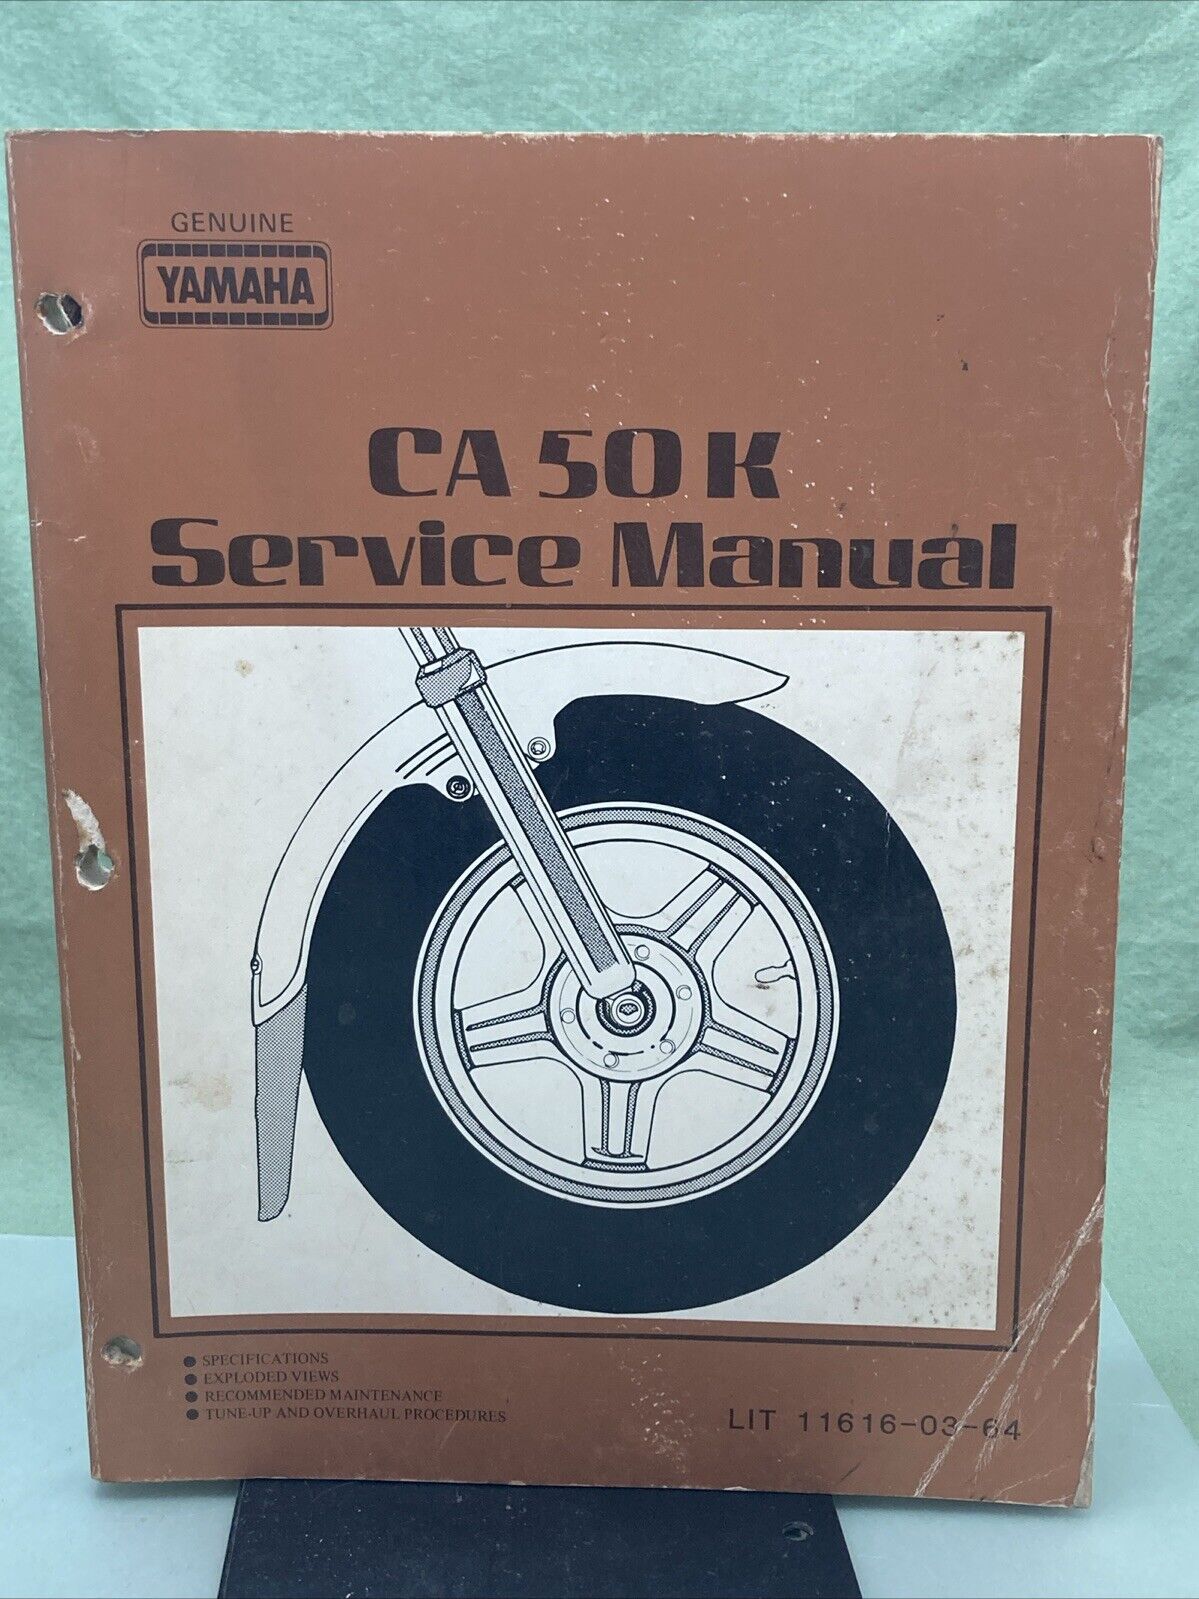 GENUINE
YAMAHA
CA 50 K
Service Manual
● SPECIFICATIONS
● EXPLODED VIEWS
● RECOMMENDED MAINTENANCE
● TUNE-UP AND OVERHAUL PROCEDURES
LIT 11616-03-64